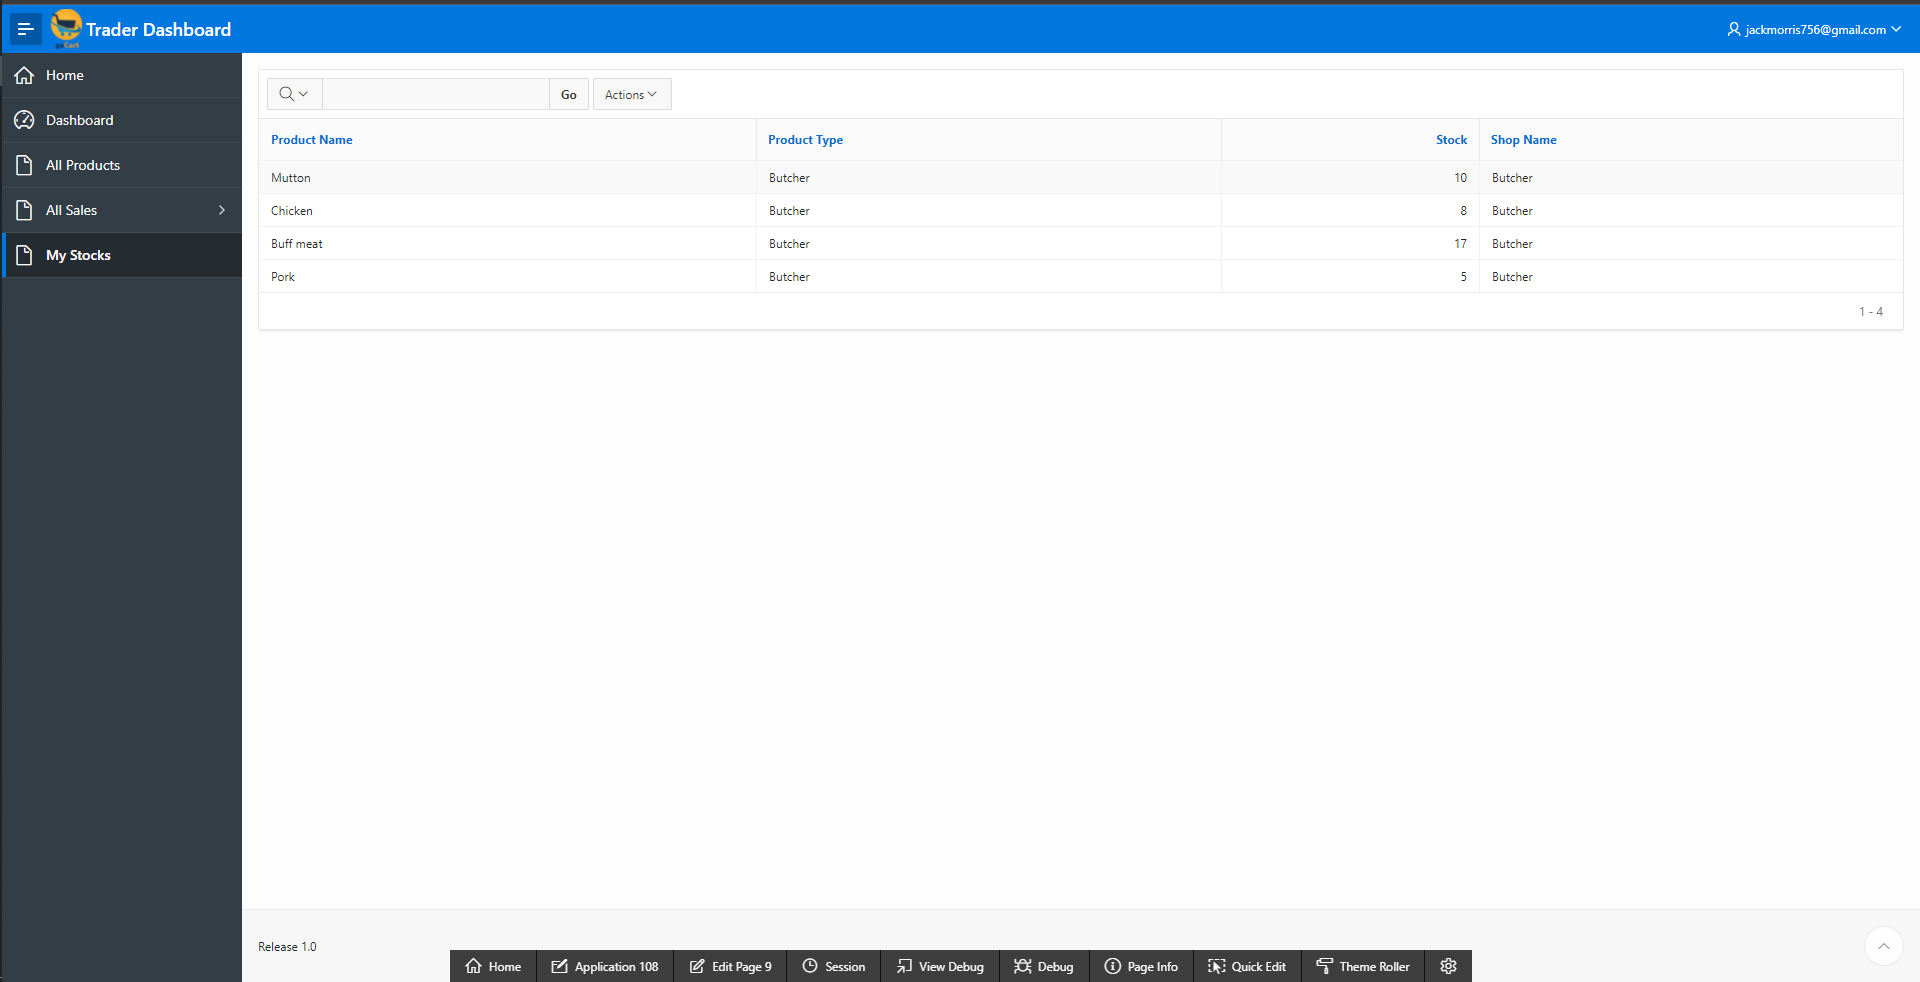 Trader Dashboard
jackmorris756@gmail.com
Home
Dashboard
All Products
All Sales
My Stocks
Go
Actions
Product Name Product Type Stock Shop Name
Mutton Butcher 10 Butcher
Chicken Butcher 8 Butcher
Buff meat Butcher 17 Butcher
Pork Butcher 5 Butcher
1 - 4
Release 1.0
Home Application 108 Edit Page 9 Session View Debug Debug Page Info Quick Edit Theme Roller